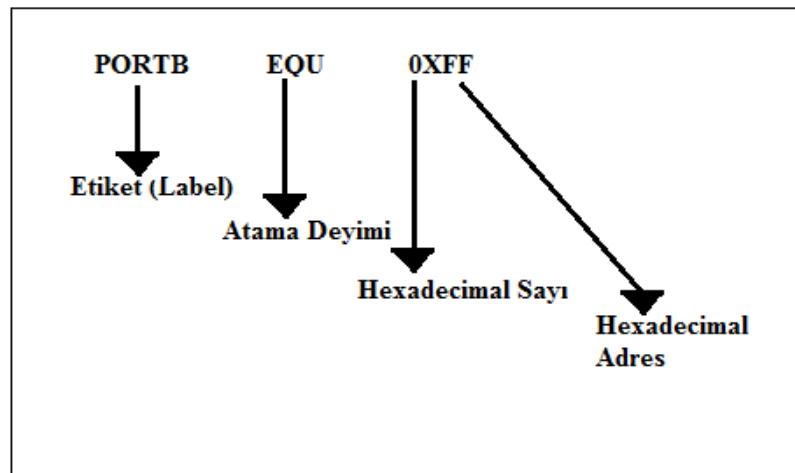 PORTB EQU 0XFF
Etiket (Label)
Atama Deyimi
Hexadecimal Sayı
Hexadecimal
Adres